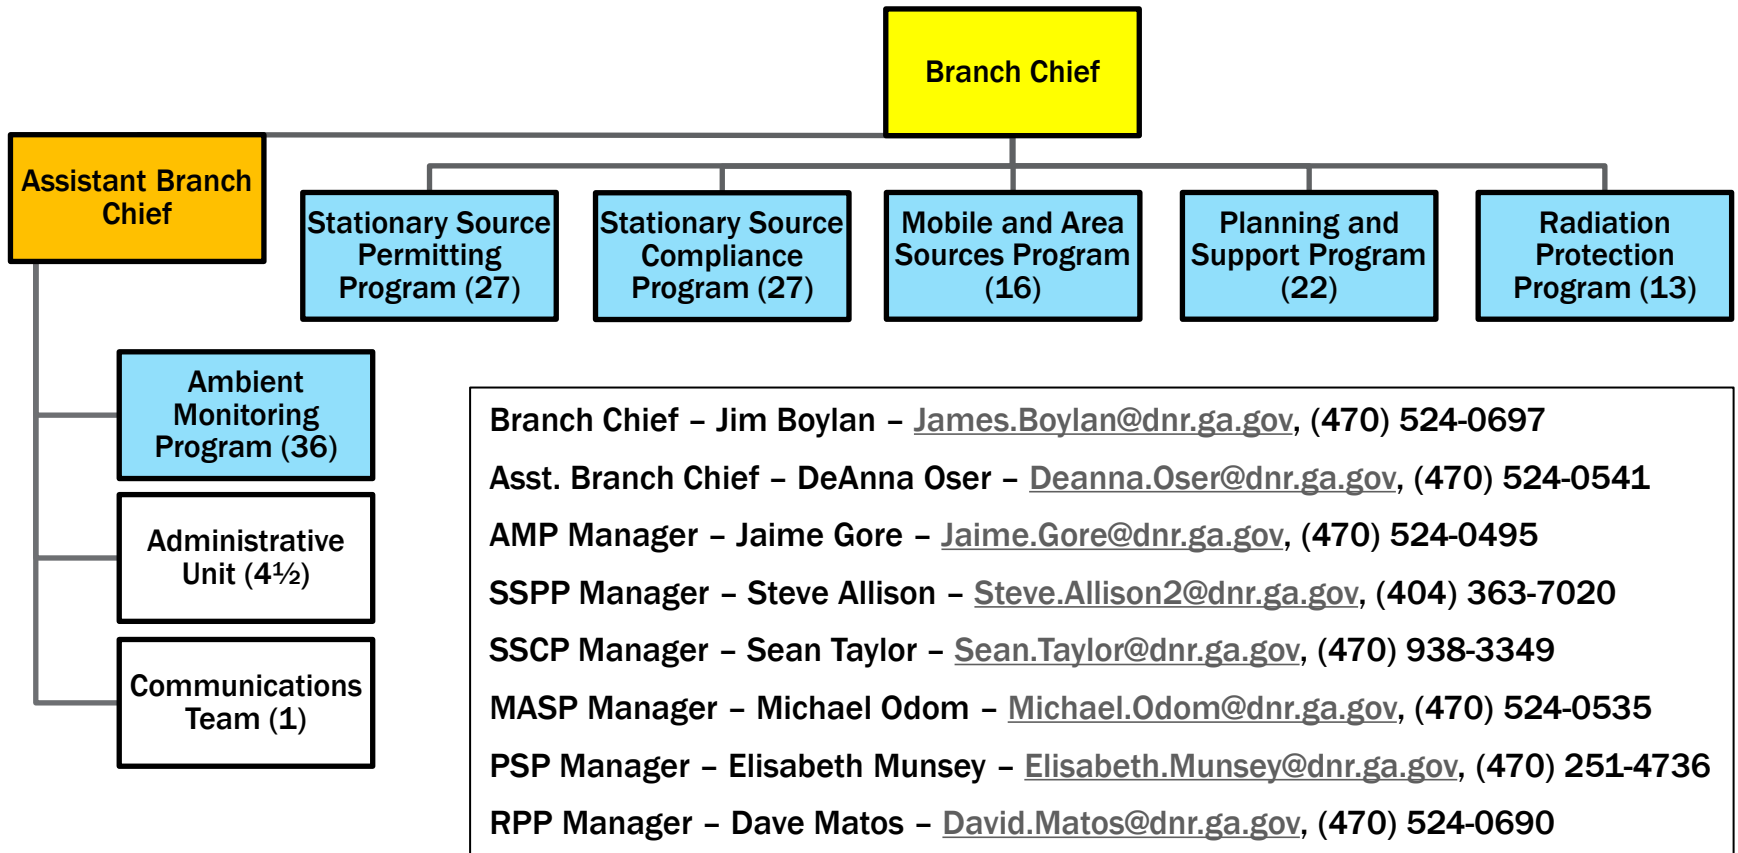 Branch Chief
Assistant Branch
Chief
Stationary Source
Permitting
Program (27)
Stationary Source
Compliance
Program (27)
Mobile and Area
Sources Program
(16)
Planning and
Support Program
(22)
Radiation
Protection
Program (13)
Ambient
Monitoring
Program (36)
Administrative
Unit (4½)
Communications
Team (1)
Branch Chief – Jim Boylan – James.Boylan@dnr.ga.gov, (470) 524-0697
Asst. Branch Chief – DeAnna Oser – Deanna.Oser@dnr.ga.gov, (470) 524-0541
AMP Manager – Jaime Gore – Jaime.Gore@dnr.ga.gov, (470) 524-0495
SSPP Manager – Steve Allison – Steve.Allison2@dnr.ga.gov, (404) 363-7020
SSCP Manager – Sean Taylor – Sean.Taylor@dnr.ga.gov, (470) 938-3349
MASP Manager – Michael Odom – Michael.Odom@dnr.ga.gov, (470) 524-0535
PSP Manager – Elisabeth Munsey – Elisabeth.Munsey@dnr.ga.gov, (470) 251-4736
RPP Manager – Dave Matos – David.Matos@dnr.ga.gov, (470) 524-0690